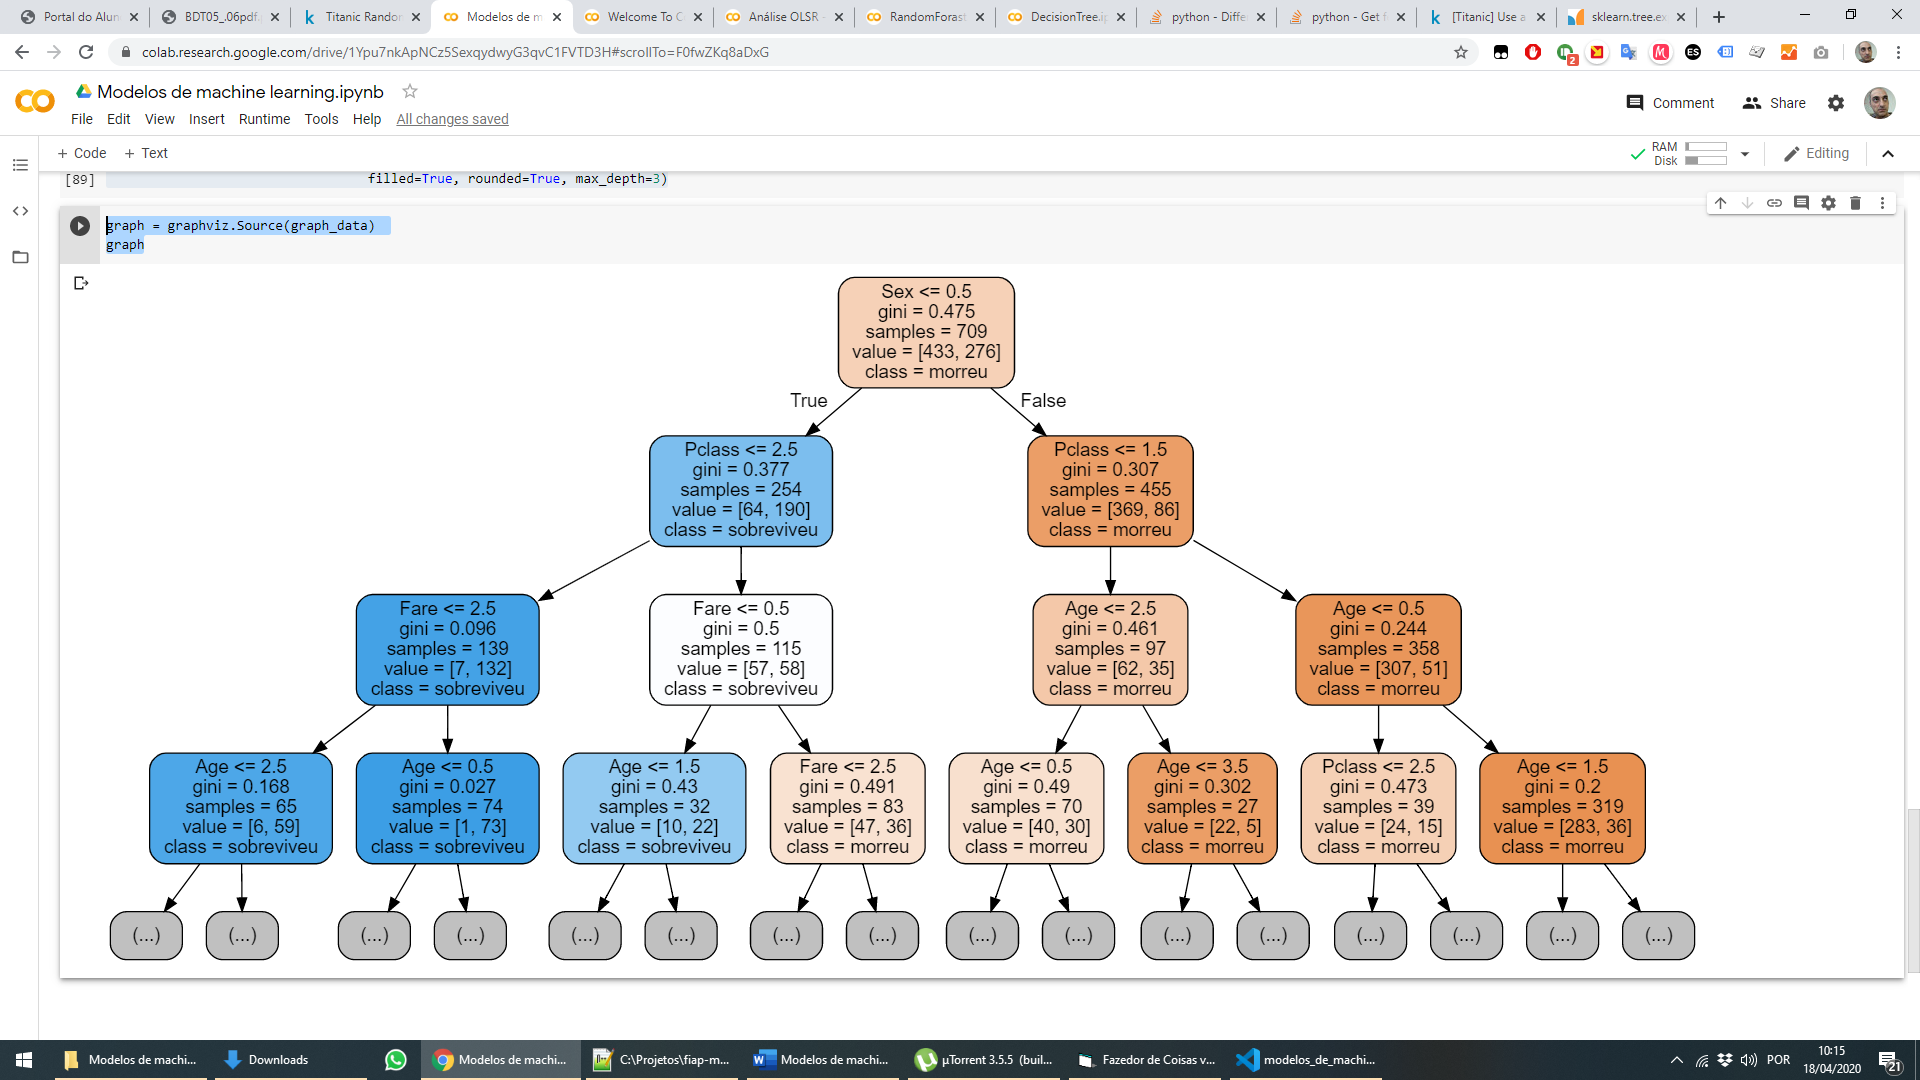 Portal do Alun
BDT05_.06pdf.
Titanic Randor
Modelos de m
Welcome To C
Análise OLSR -
RandomForast
DecisionTree.ip
python - Differ
python - Get f
[Titanic] Use a
sklearn.tree.ex
colab.research.google.com/drive/1Ypu7nkApNCz5SexqydwyG3qvC1FVTD3H#scrollTo=F0fwZKq8aDxG
Modelos de machine learning.ipynb
Comment
Share
File Edit View Insert Runtime Tools Help All changes saved
+ Code + Text
RAM
Disk
Editing
[89] filled=True, rounded=True, max_depth=3)
graph = graphviz.Source(graph_data)
graph
Sex <= 0.5
gini = 0.475
samples = 709
value = [433, 276]
class = morreu
True
False
Pclass <= 2.5
gini = 0.377
samples = 254
value = [64, 190]
class = sobreviveu
Pclass <= 1.5
gini = 0.307
samples = 455
value = [369, 86]
class = morreu
Fare <= 2.5
gini = 0.096
samples = 139
value = [7, 132]
class = sobreviveu
Fare <= 0.5
gini = 0.5
samples = 115
value = [57, 58]
class = sobreviveu
Age <= 2.5
gini = 0.461
samples = 97
value = [62, 35]
class = morreu
Age <= 0.5
gini = 0.244
samples = 358
value = [307, 51]
class = morreu
Age <= 2.5
gini = 0.168
samples = 65
value = [6, 59]
class = sobreviveu
Age <= 0.5
gini = 0.027
samples = 74
value = [1, 73]
class = sobreviveu
Age <= 1.5
gini = 0.43
samples = 32
value = [10, 22]
class = sobreviveu
Fare <= 2.5
gini = 0.491
samples = 83
value = [47, 36]
class = morreu
Age <= 0.5
gini = 0.49
samples = 70
value = [40, 30]
class = morreu
Age <= 3.5
gini = 0.302
samples = 27
value = [22, 5]
class = morreu
Pclass <= 2.5
gini = 0.473
samples = 39
value = [24, 15]
class = morreu
Age <= 1.5
gini = 0.2
samples = 319
value = [283, 36]
class = morreu
(...) (...) (...) (...) (...) (...) (...) (...) (...) (...) (...) (...) (...) (...) (...) (...)
Modelos de machi...
Downloads
Modelos de machi...
C:\Projetos\fiap-m...
Modelos de machi...
µTorrent 3.5.5 (buil...
Fazedor de Coisas v...
modelos_de_machi...
POR
10:15
18/04/2020
21